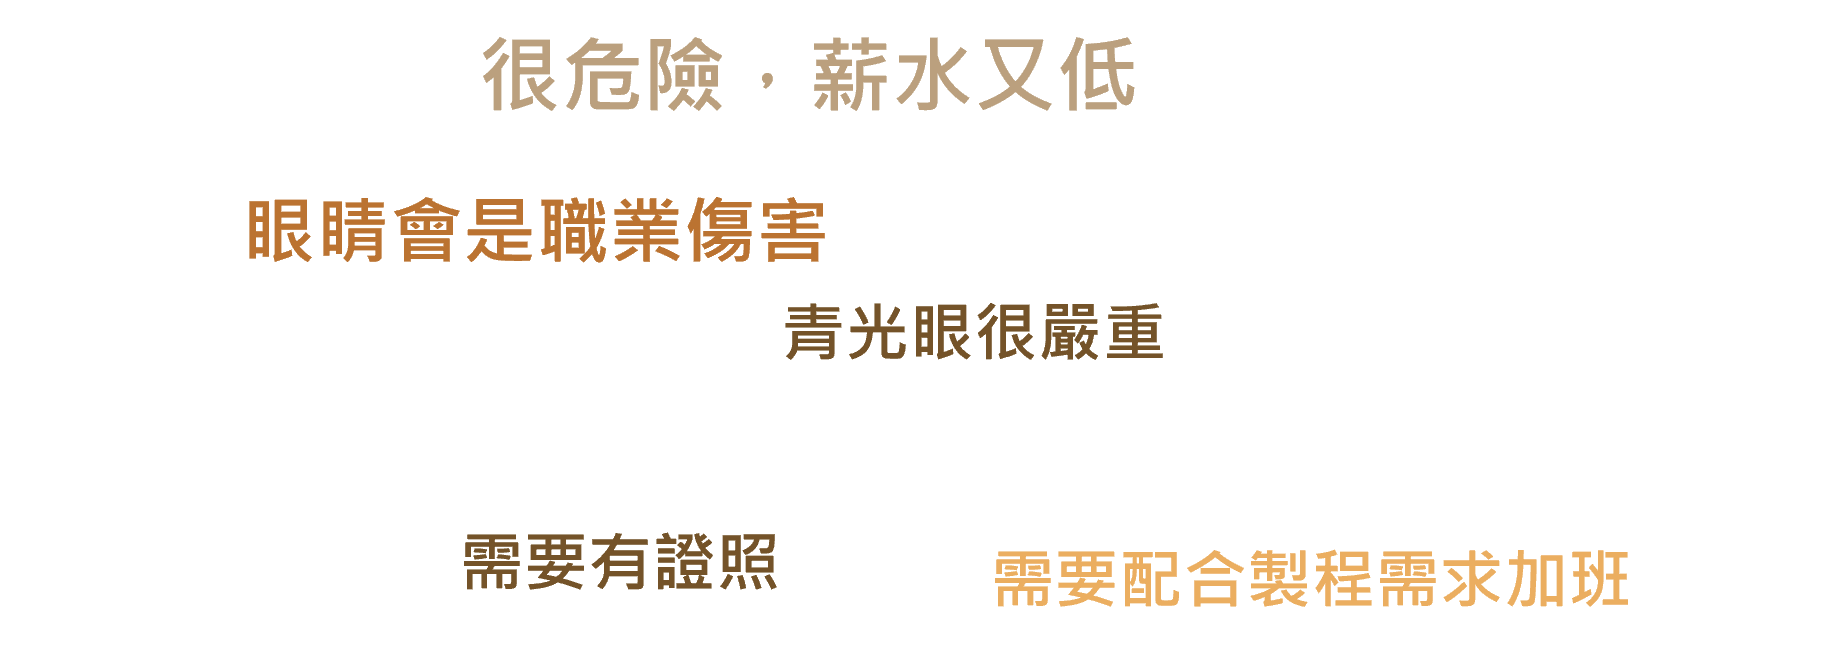 很危險，薪水又低
眼睛會是職業傷害
青光眼很嚴重
需要有證照
需要配合製程需求加班